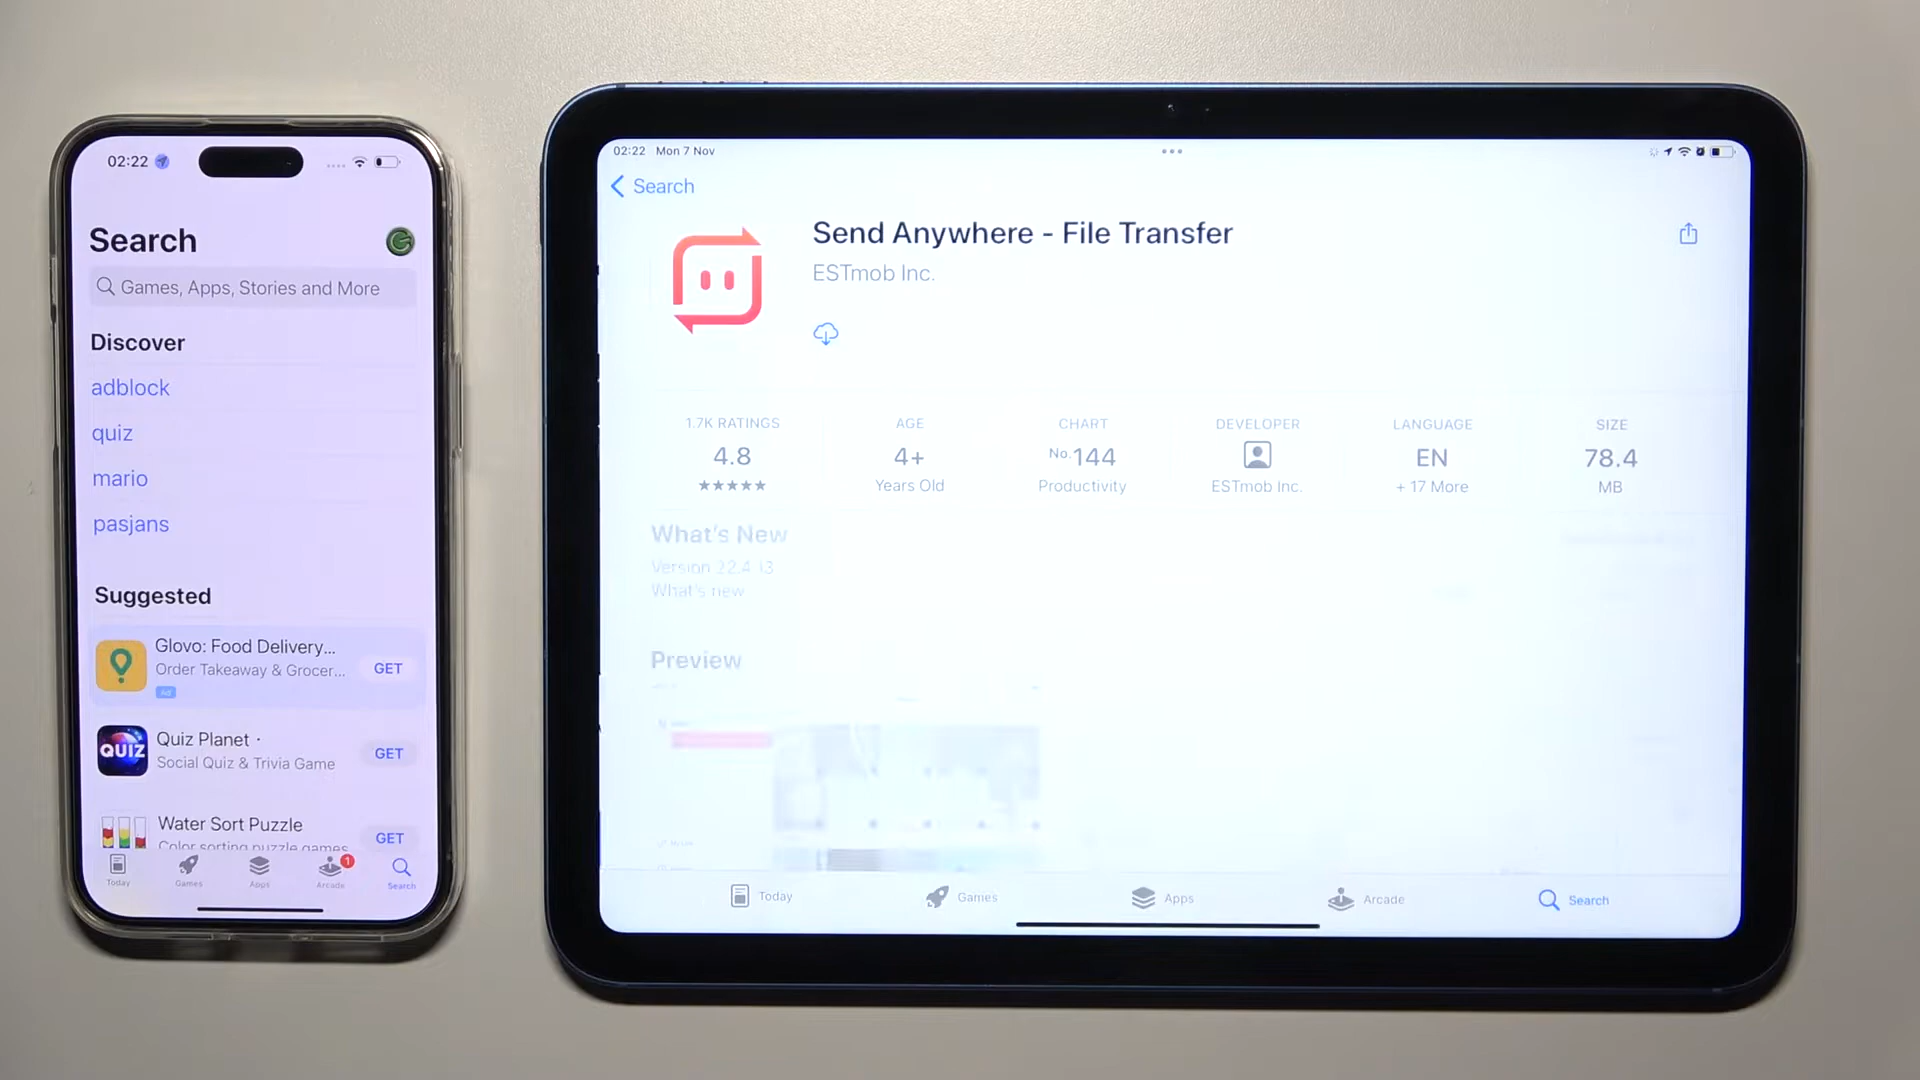 02:22
Search
Games, Apps, Stories and More
Discover
adblock
quiz
mario
pasjans
Suggested
Glovo: Food Delivery...
Order Takeaway & Grocer...
GET
Ad
QUIZ
Quiz Planet ·
Social Quiz & Trivia Game
GET
Water Sort Puzzle
Color sorting puzzle games
GET
Today
Games
Apps
Arcade
1
Search
02:22 Mon 7 Nov
Search
Send Anywhere - File Transfer
ESTmob Inc.
1.7K RATINGS
4.8
★★★★★
AGE
4+
Years Old
CHART
No.144
Productivity
DEVELOPER
ESTmob Inc.
LANGUAGE
EN
+ 17 More
SIZE
78.4
MB
What's New
Version 22.4.13
What's new
Preview
Today
Games
Apps
Arcade
Search